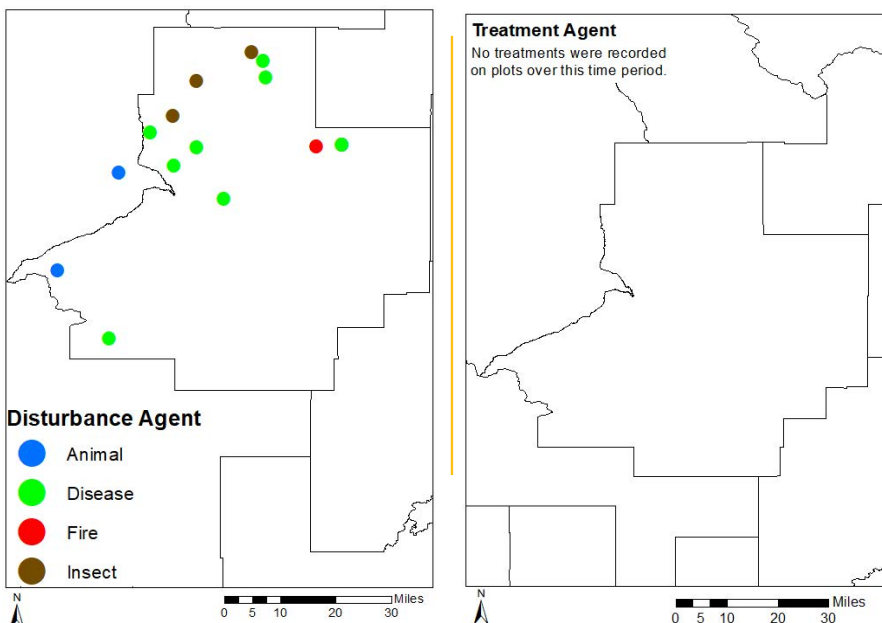 Disturbance Agent
Animal
Disease
Fire
Insect
N
0 5 10 20 30 Miles
Treatment Agent
No treatments were recorded
on plots over this time period.
N
0 5 10 20 30 Miles